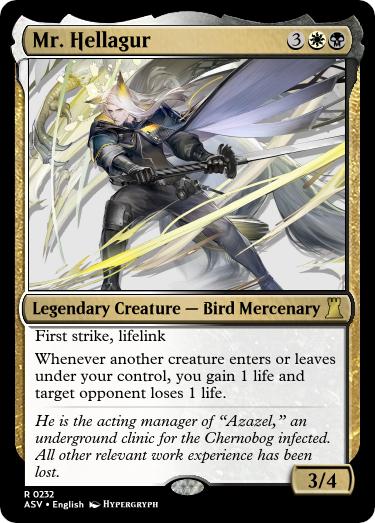 Mr. Hellagur 3
Legendary Creature — Bird Mercenary
First strike, lifelink
Whenever another creature enters or leaves
under your control, you gain 1 life and
target opponent loses 1 life.
He is the acting manager of “Azazel,” an
underground clinic for the Chernobog infected.
All other relevant work experience has been
lost.
3/4
R 0232
ASV • English HYPERGRYPH